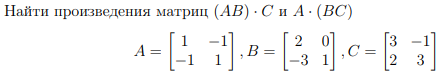 Найти произведения матриц (AB) · C и A · (BC)
A = [1 −1; −1 1], B = [2 0; −3 1], C = [3 −1; 2 3]